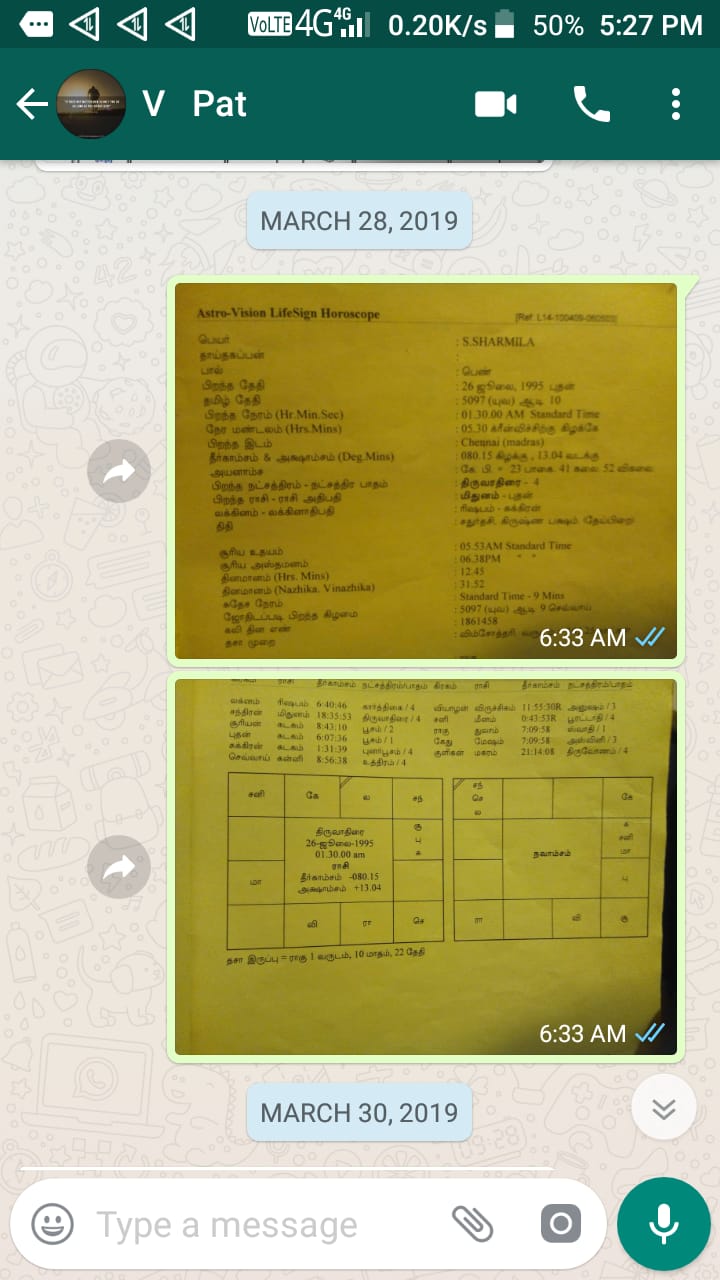 VoLTE 4G 4G 0.20K/s 50% 5:27 PM
V Pat
MARCH 28, 2019
Astro-Vision LifeSign Horoscope
[Ref: L14-100409-060503]
பெயர் : S.SHARMILA
தாய்தகப்பன் :
பால் : பெண்
பிறந்த தேதி : 26 ஜூலை, 1995 புதன்
தமிழ் தேதி : 5097 (யுவ) ஆடி 10
பிறந்த நேரம் (Hr.Min.Sec) : 01.30.00 AM Standard Time
நேர மண்டலம் (Hrs.Mins) : 05.30 கிரீன்விச்சிற்கு கிழக்கே
பிறந்த இடம் : Chennai (madras)
தீர்காம்சம் & அக்ஷாம்சம் (Deg.Mins) : 080.15 கிழக்கு , 13.04 வடக்கு
அயனாம்ச : கே. பி. = 23 பாகை. 41 கலை. 52 விகலை
பிறந்த நட்சத்திரம் - நட்சத்திர பாதம் : திருவாதிரை - 4
பிறந்த ராசி - ராசி அதிபதி : மிதுனம் - புதன்
லக்கினம் - லக்கினாதிபதி : ரிஷபம் - சுக்கிரன்
திதி : சதுர்தசி, கிருஷ்ண பக்ஷம் தேய்பிறை
சூரிய உதயம் : 05.53AM Standard Time
சூரிய அஸ்தமனம் : 06.38PM " "
தினமானம் (Hrs. Mins) : 12.45
தினமானம் (Nazhika. Vinazhika) : 31.52
சுதேச நேரம் : Standard Time - 9 Mins
ஜோதிடப்படி பிறந்த கிழமை : 5097 (யுவ) ஆடி 9 செவ்வாய்
கலி தின எண் : 1861458
தசா முறை : விம்சோத்தரி,
6:33 AM
ராசி தீர்காம்சம் நட்சத்திரம்/பாதம் கிரகம் ராசி தீர்காம்சம் நட்சத்திரம்/பாதம்
லக்னம் ரிஷபம் 6:40:46 கார்த்திகை / 4 வியாழன் விருச்சிகம் 11:55:30R அனுஷம் / 3
சந்திரன் மிதுனம் 18:35:53 திருவாதிரை / 4 சனி மீனம் 0:43:53R பூரட்டாதி / 4
சூரியன் கடகம் 8:43:10 பூசம் / 2 ராகு துலாம் 7:09:58 ஸ்வாதி / 1
புதன் கடகம் 6:07:36 பூசம் / 1 கேது மேஷம் 7:09:58 அஸ்வினி / 3
சுக்கிரன் கடகம் 1:31:39 புனர்பூசம் / 4 குளிகன் மகரம் 21:14:08 திருவோணம் / 4
செவ்வாய் கன்னி 8:56:38 உத்திரம் / 4
சனி கே ல சந்
சூ
பு
சு
திருவாதிரை
26-ஜூலை-1995
01.30.00 am
ராசி
தீர்காம்சம் -080.15
அக்ஷாம்சம் +13.04
மா
வி ரா செ
சந்
செ
ல
கே
சு
சனி
மா
நவாம்சம்
பு
ரா வி சூ
தசா இருப்பு = ராகு 1 வருடம், 10 மாதம், 22 தேதி
6:33 AM
MARCH 30, 2019
Type a message